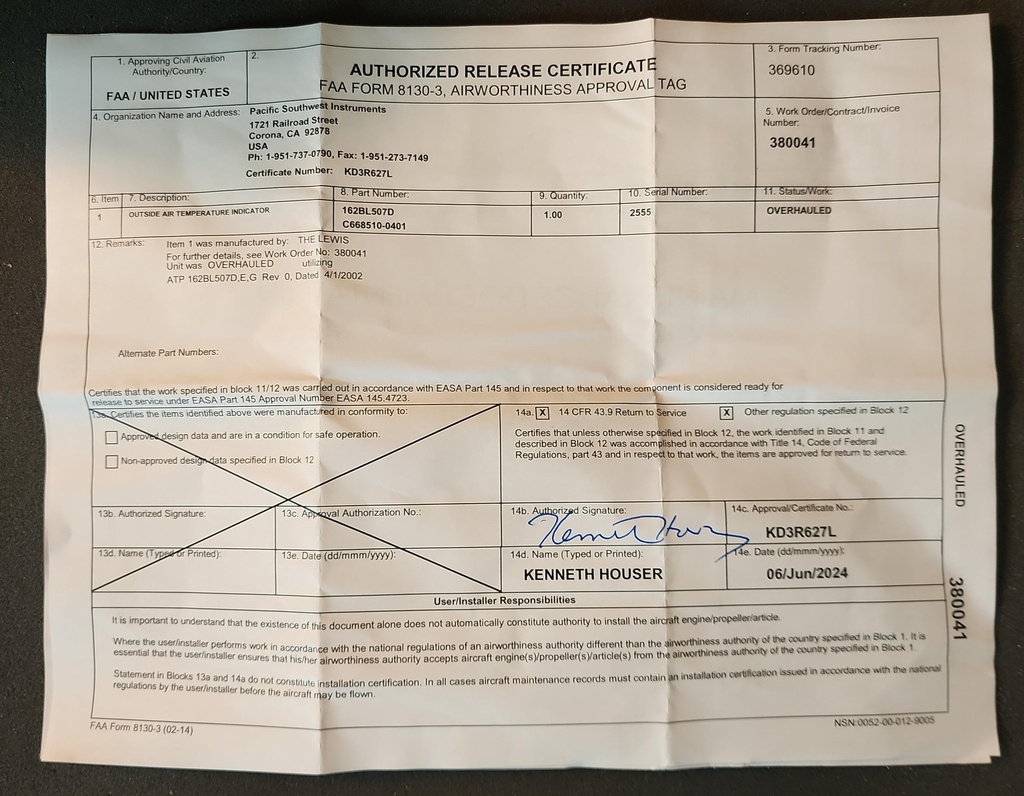 1. Approving Civil Aviation
Authority/Country:
FAA / UNITED STATES
2.
AUTHORIZED RELEASE CERTIFICATE
FAA FORM 8130-3, AIRWORTHINESS APPROVAL TAG
3. Form Tracking Number:
369610
4. Organization Name and Address:
Pacific Southwest Instruments
1721 Railroad Street
Corona, CA 92878
USA
Ph: 1-951-737-0790, Fax: 1-951-273-7149
Certificate Number: KD3R627L
5. Work Order/Contract/Invoice
Number:
380041
6. Item
7. Description:
8. Part Number:
9. Quantity:
10. Serial Number:
11. Status/Work:
1
OUTSIDE AIR TEMPERATURE INDICATOR
162BL507D
C668510-0401
1.00
2555
OVERHAULED
12. Remarks:
Item 1 was manufactured by: THE LEWIS
For further details, see Work Order No: 380041
Unit was OVERHAULED utilizing
ATP 162BL507D,E,G Rev 0, Dated 4/1/2002
Alternate Part Numbers:
Certifies that the work specified in block 11/12 was carried out in accordance with EASA Part 145 and in respect to that work the component is considered ready for
release to service under EASA Part 145 Approval Number EASA 145.4723.
13a. Certifies the items identified above were manufactured in conformity to:
Approved design data and are in a condition for safe operation.
Non-approved design data specified in Block 12
14a. X 14 CFR 43.9 Return to Service X Other regulation specified in Block 12
Certifies that unless otherwise specified in Block 12, the work identified in Block 11 and
described in Block 12 was accomplished in accordance with Title 14, Code of Federal
Regulations, part 43 and in respect to that work, the items are approved for return to service.
13b. Authorized Signature:
13c. Approval Authorization No.:
14b. Authorized Signature:
Kenneth Houser
14c. Approval/Certificate No.:
KD3R627L
13d. Name (Typed or Printed):
13e. Date (dd/mmm/yyyy):
14d. Name (Typed or Printed):
KENNETH HOUSER
14e. Date (dd/mmm/yyyy):
06/Jun/2024
User/Installer Responsibilities
It is important to understand that the existence of this document alone does not automatically constitute authority to install the aircraft engine/propeller/article.
Where the user/installer performs work in accordance with the national regulations of an airworthiness authority different than the airworthiness authority of the country specified in Block 1. It is
essential that the user/installer ensures that his/her airworthiness authority accepts aircraft engine(s)/propeller(s)/article(s) from the airworthiness authority of the country specified in Block 1.
Statement in Blocks 13a and 14a do not constitute installation certification. In all cases aircraft maintenance records must contain an installation certification issued in accordance with the national
regulations by the user/installer before the aircraft may be flown.
FAA Form 8130-3 (02-14)
NSN:0052-00-012-9005
OVERHAULED
380041